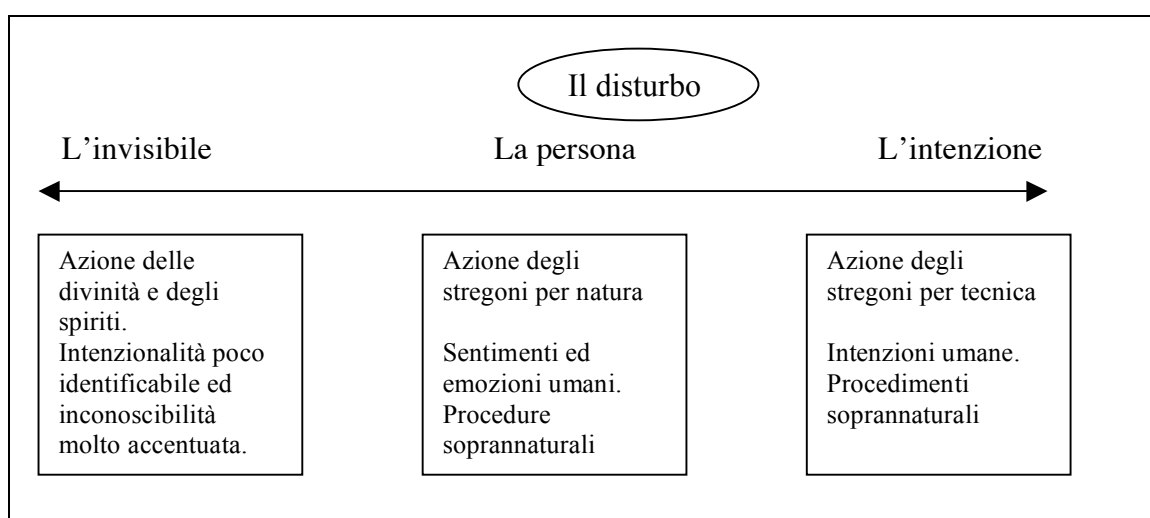 Il disturbo
L’invisibile
La persona
L’intenzione
Azione delle
divinità e degli
spiriti.
Intenzionalità poco
identificabile ed
inconoscibilità
molto accentuata.
Azione degli
stregoni per natura
Sentimenti ed
emozioni umani.
Procedure
soprannaturali
Azione degli
stregoni per tecnica
Intenzioni umane.
Procedimenti
soprannaturali